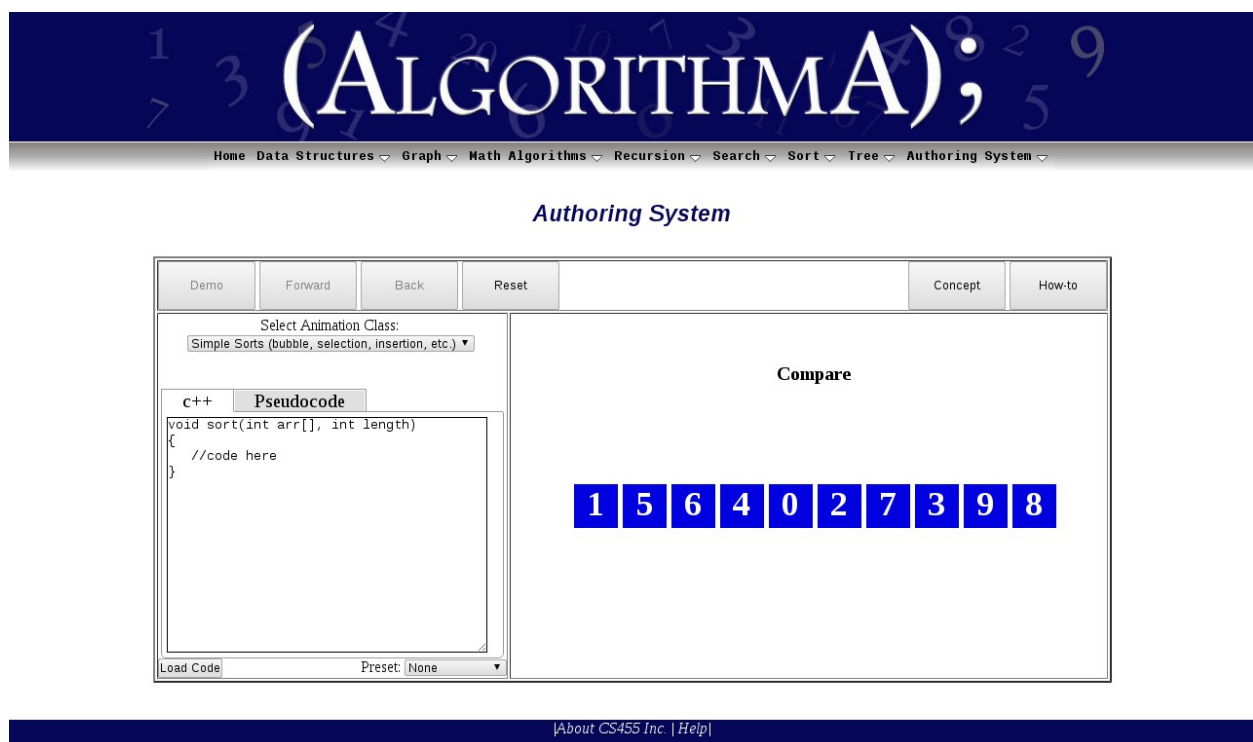 (ALGORITHMA);
Home Data Structures Graph Math Algorithms Recursion Search Sort Tree Authoring System
Authoring System
Demo Forward Back Reset Concept How-to
Select Animation Class:
Simple Sorts (bubble, selection, insertion, etc.)
Compare
c++ Pseudocode
void sort(int arr[], int length)
{
//code here
}
1 5 6 4 0 2 7 3 9 8
Load Code Preset: None
|About CS455 Inc. | Help|